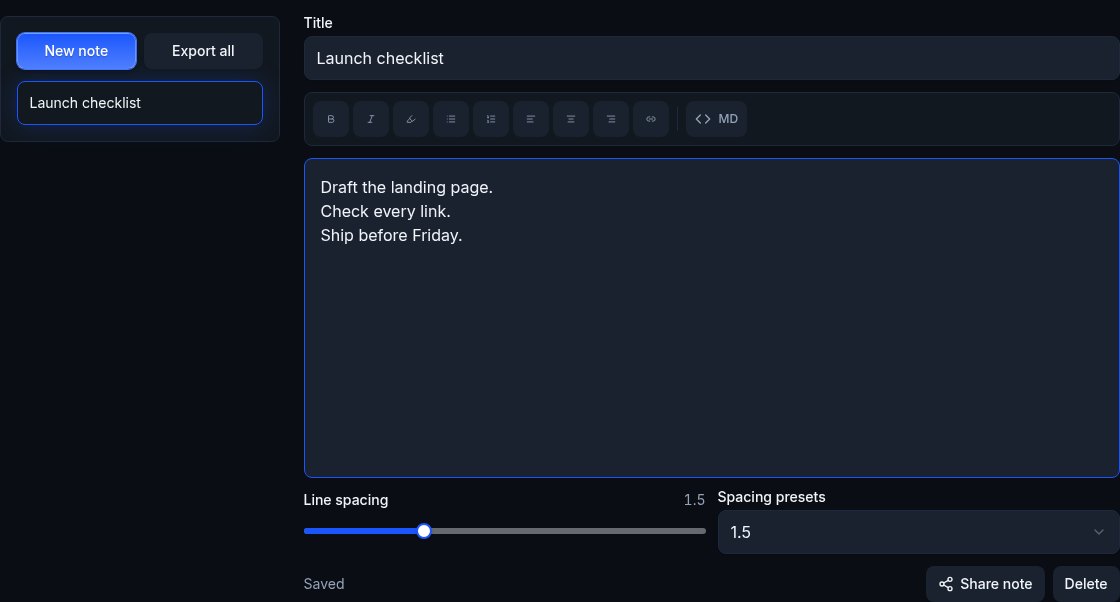 New note
Export all
Launch checklist
Title
Launch checklist
B
I
MD
Draft the landing page.
Check every link.
Ship before Friday.
Line spacing
1.5
Spacing presets
1.5
Saved
Share note
Delete